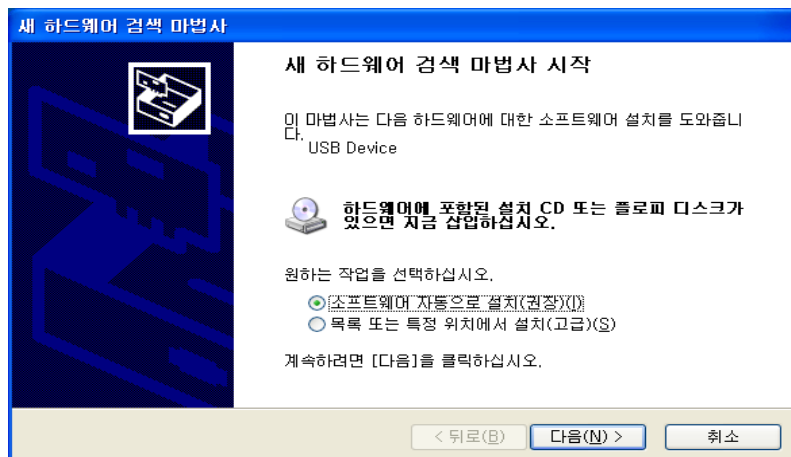 새 하드웨어 검색 마법사
새 하드웨어 검색 마법사 시작
이 마법사는 다음 하드웨어에 대한 소프트웨어 설치를 도와줍니
다.
USB Device
하드웨어에 포함된 설치 CD 또는 플로피 디스크가
있으면 지금 삽입하십시오.
원하는 작업을 선택하십시오.
소프트웨어 자동으로 설치(권장)(I)
목록 또는 특정 위치에서 설치(고급)(S)
계속하려면 [다음]을 클릭하십시오.
< 뒤로(B) 다음(N) > 취소